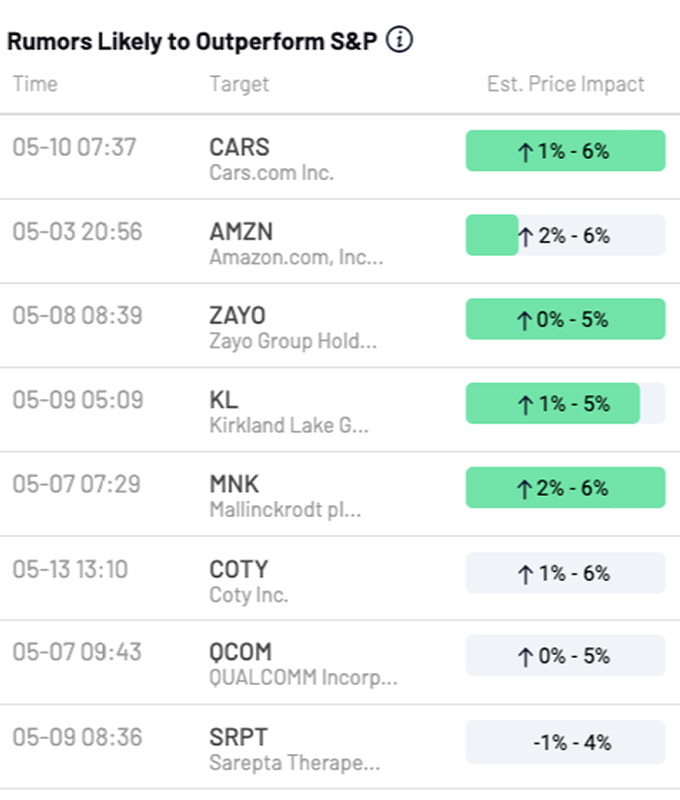 Rumors Likely to Outperform S&P
Time Target Est. Price Impact
05-10 07:37 CARS ↑ 1% - 6%
Cars.com Inc.
05-03 20:56 AMZN ↑ 2% - 6%
Amazon.com, Inc...
05-08 08:39 ZAYO ↑ 0% - 5%
Zayo Group Hold...
05-09 05:09 KL ↑ 1% - 5%
Kirkland Lake G...
05-07 07:29 MNK ↑ 2% - 6%
Mallinckrodt pl...
05-13 13:10 COTY ↑ 1% - 6%
Coty Inc.
05-07 09:43 QCOM ↑ 0% - 5%
QUALCOMM Incorp...
05-09 08:36 SRPT -1% - 4%
Sarepta Therape...